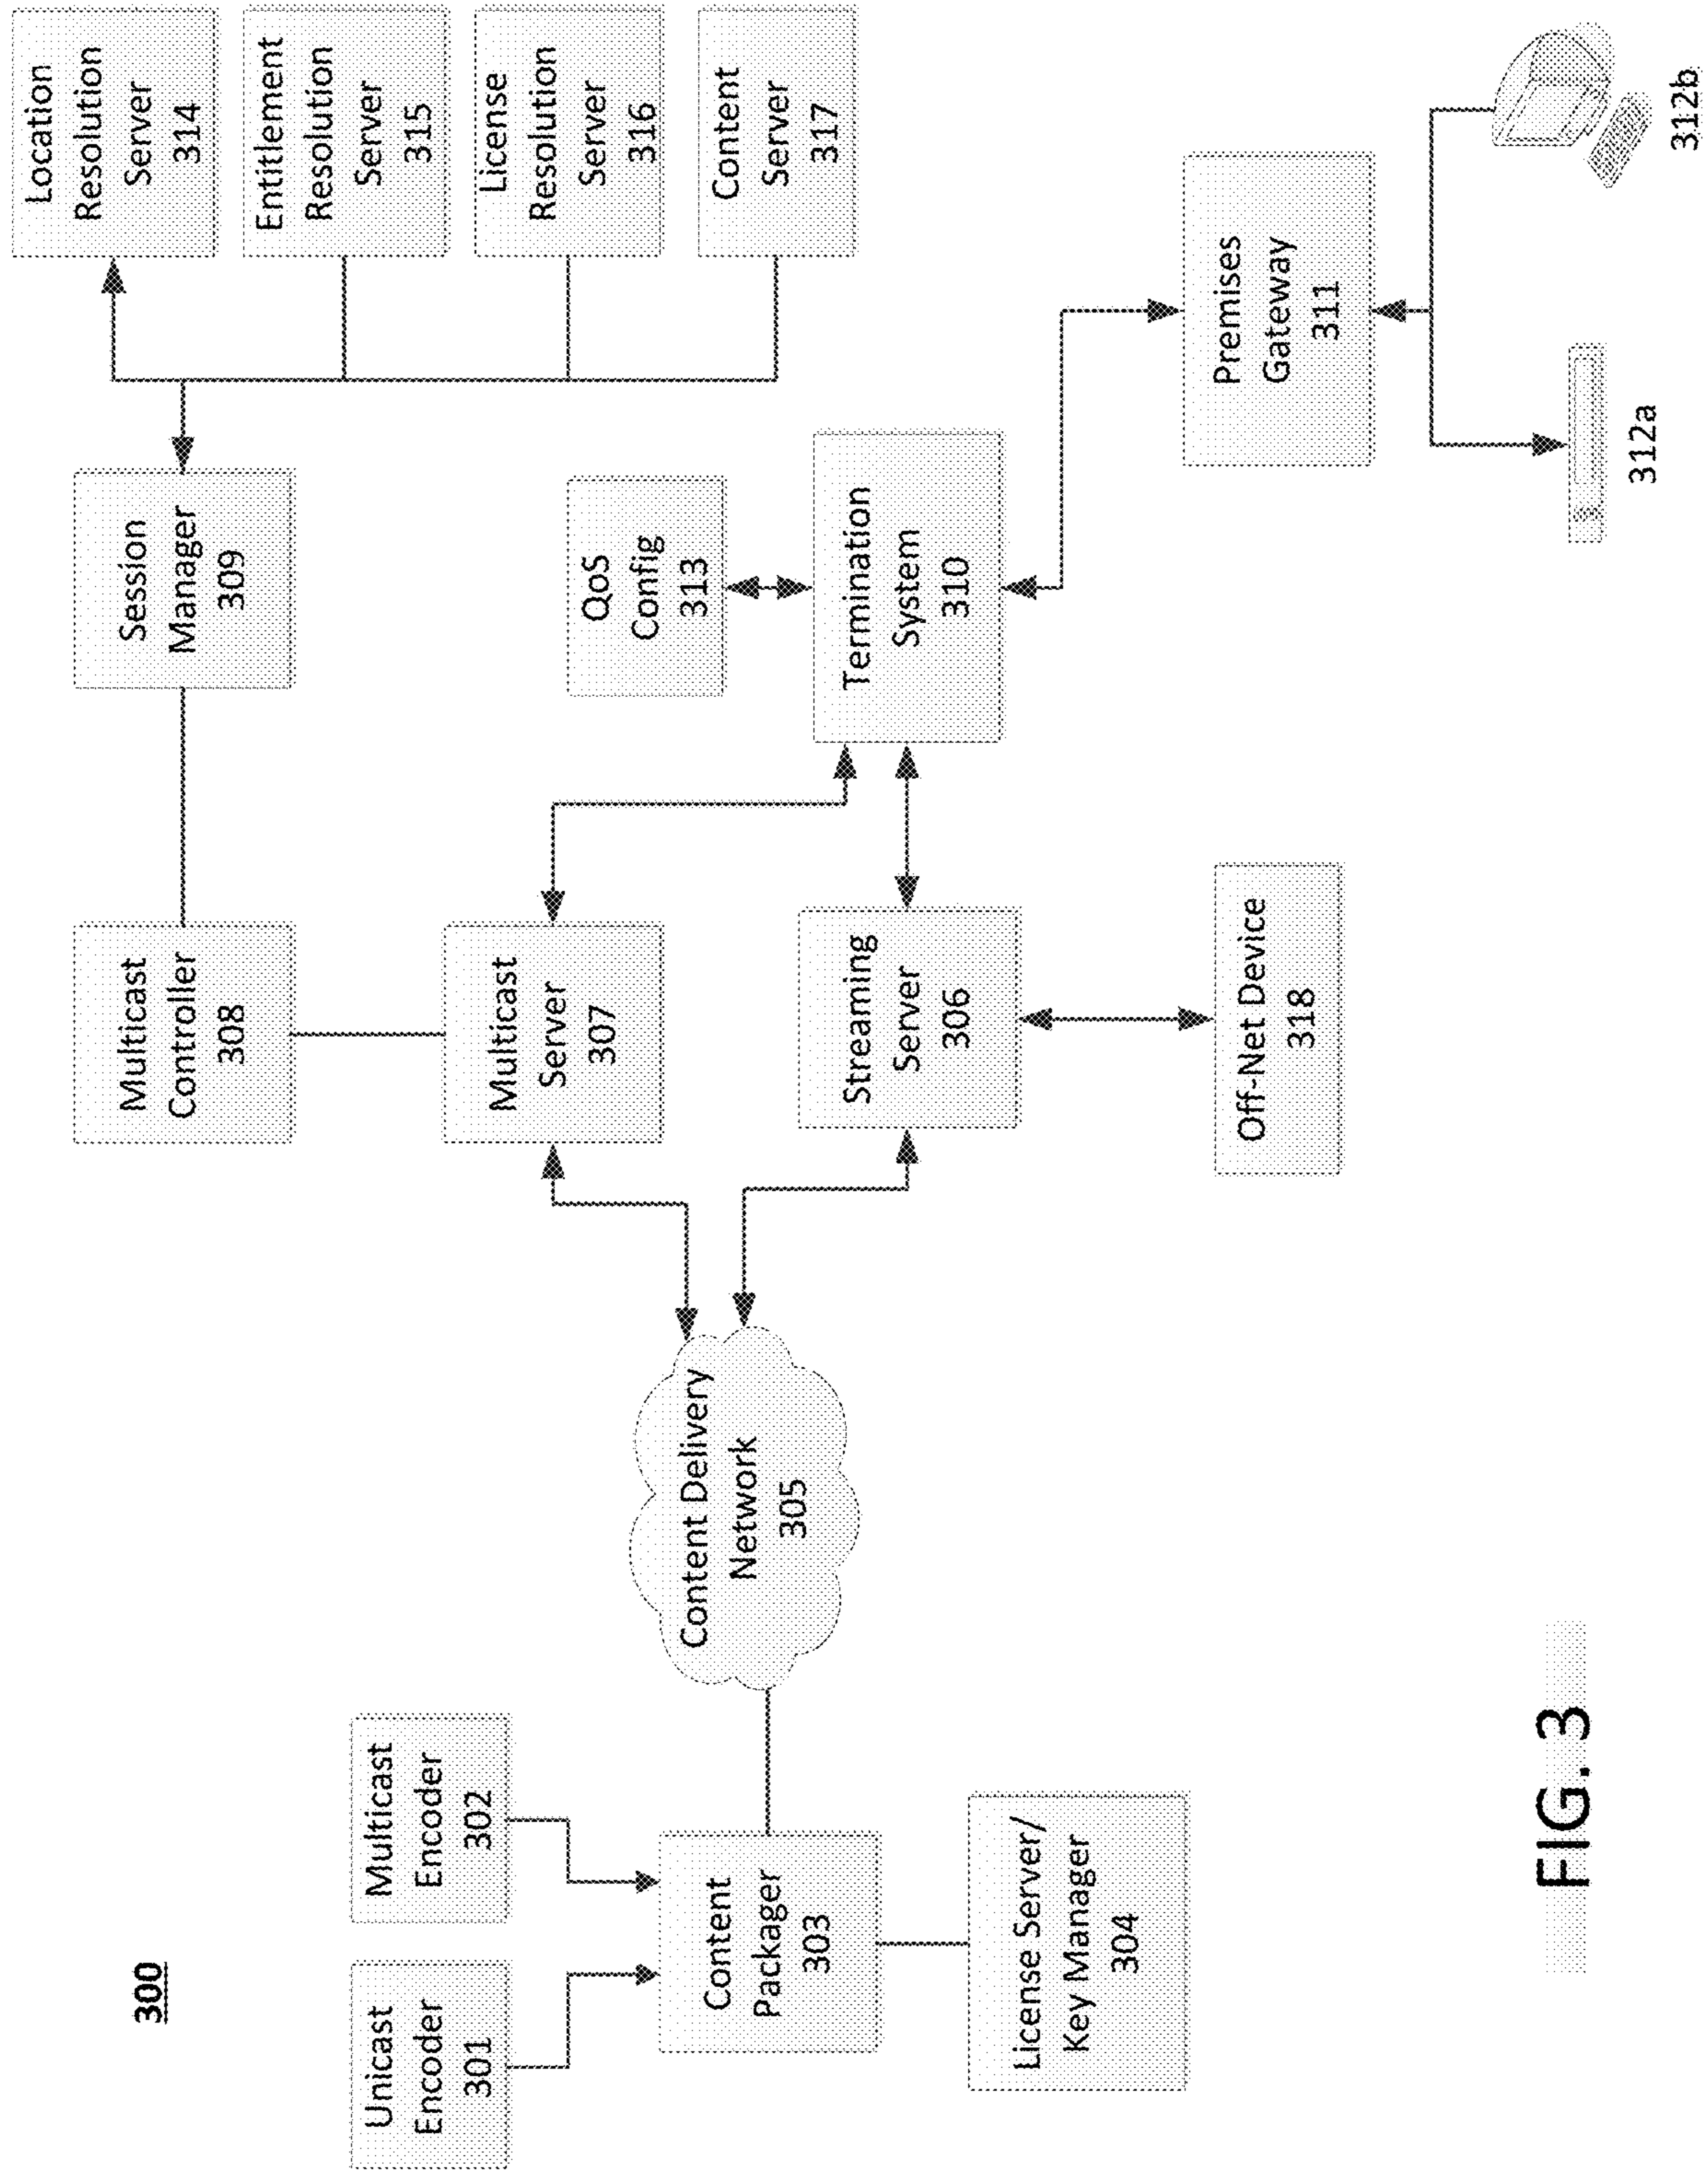 300
Unicast
Encoder
301
Multicast
Encoder
302
Content
Packager
303
License Server/
Key Manager
304
Content Delivery
Network
305
Multicast
Controller
308
Multicast
Server
307
Streaming
Server
306
Off-Net Device
318
Session
Manager
309
QoS
Config
313
Termination
System
310
Location
Resolution
Server
314
Entitlement
Resolution
Server
315
License
Resolution
Server
316
Content
Server
317
Premises
Gateway
311
312a
312b
FIG. 3